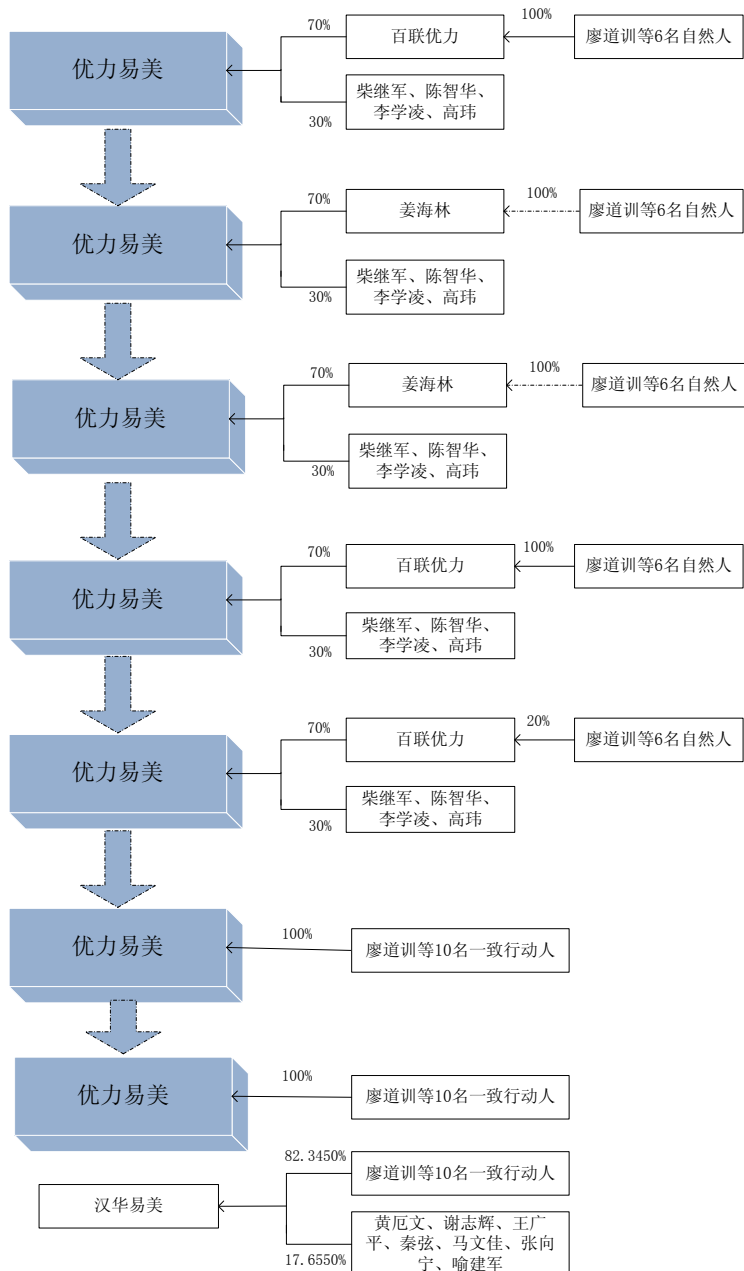 70%
100%
优力易美
百联优力
廖道训等6名自然人
柴继军、陈智华、
李学凌、高玮
30%
70%
100%
优力易美
姜海林
廖道训等6名自然人
柴继军、陈智华、
李学凌、高玮
30%
70%
100%
优力易美
姜海林
廖道训等6名自然人
柴继军、陈智华、
李学凌、高玮
30%
70%
100%
优力易美
百联优力
廖道训等6名自然人
柴继军、陈智华、
李学凌、高玮
30%
70%
20%
优力易美
百联优力
廖道训等6名自然人
柴继军、陈智华、
李学凌、高玮
30%
优力易美
100%
廖道训等10名一致行动人
优力易美
100%
廖道训等10名一致行动人
82.3450%
廖道训等10名一致行动人
汉华易美
黄厄文、谢志辉、王广
平、秦弦、马文佳、张向
宁、喻建军
17.6550%